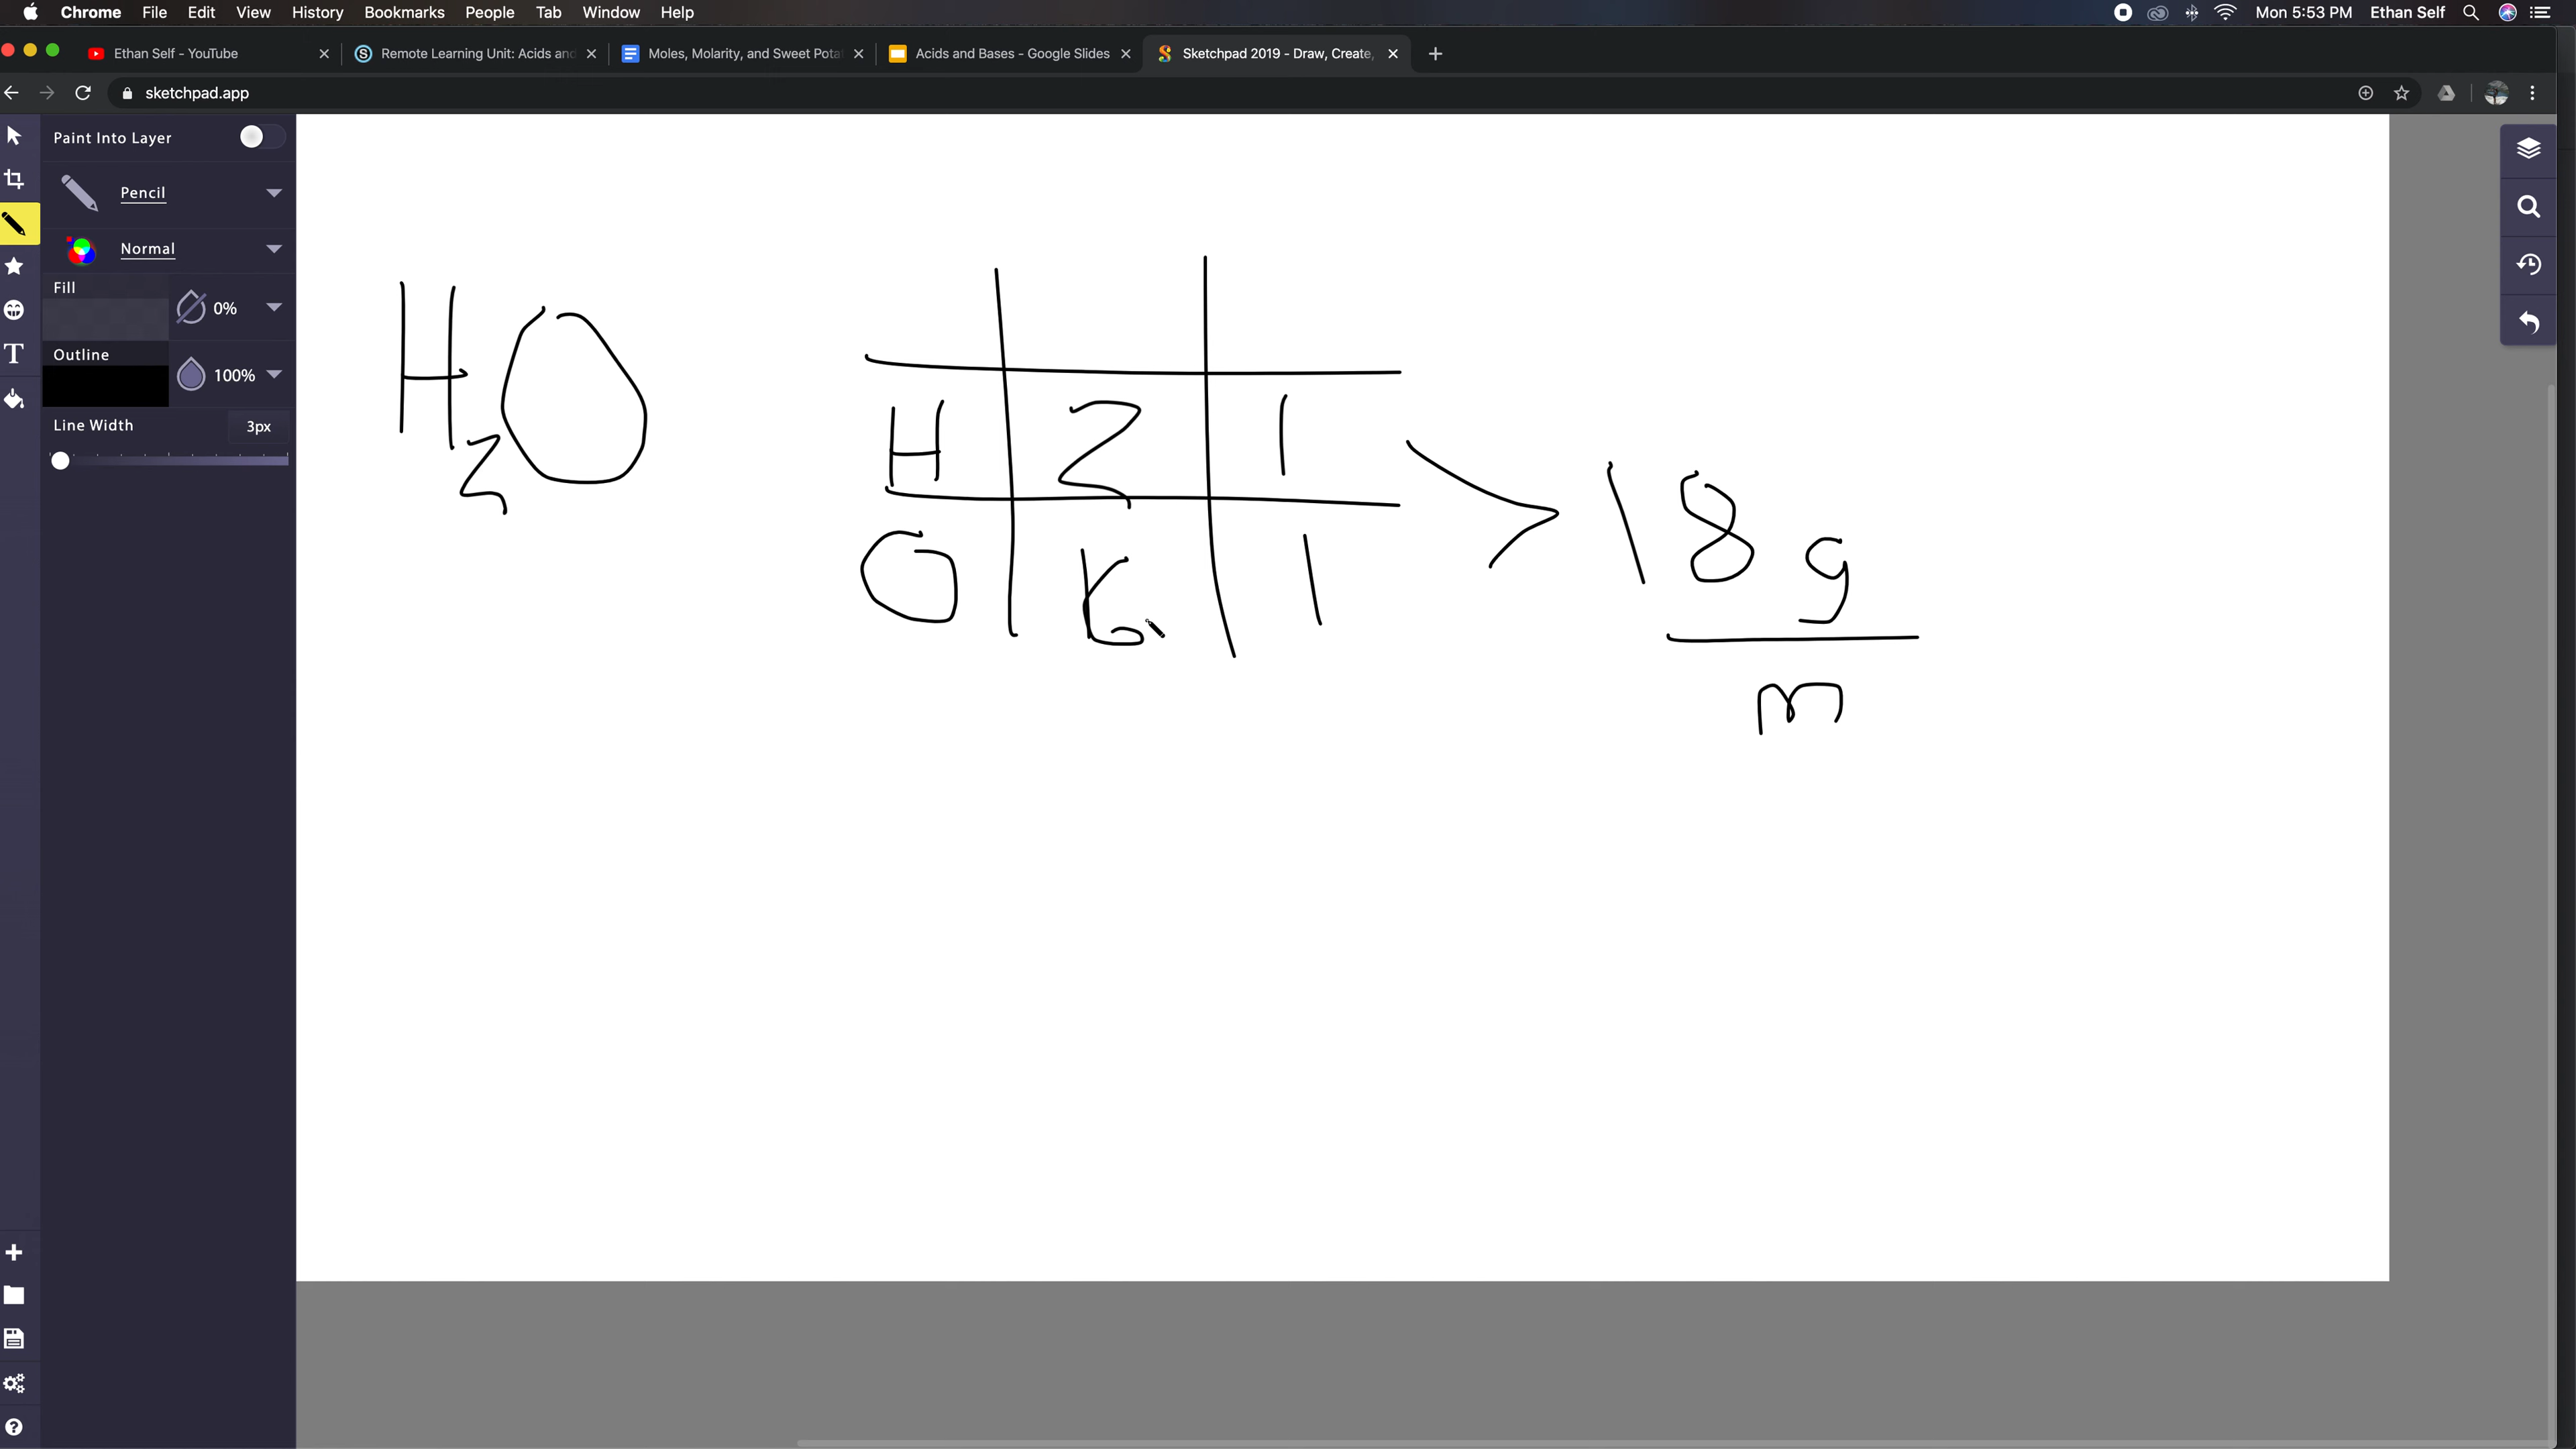 Chrome File Edit View History Bookmarks People Tab Window Help Mon 5:53 PM Ethan Self
Ethan Self - YouTube Remote Learning Unit: Acids and Moles, Molarity, and Sweet Pota Acids and Bases - Google Slides Sketchpad 2019 - Draw, Create,
sketchpad.app
Paint Into Layer
Pencil
Normal
Fill
0%
Outline
100%
Line Width 3px
H2O
H 2 1
O 16 1
18 g
m